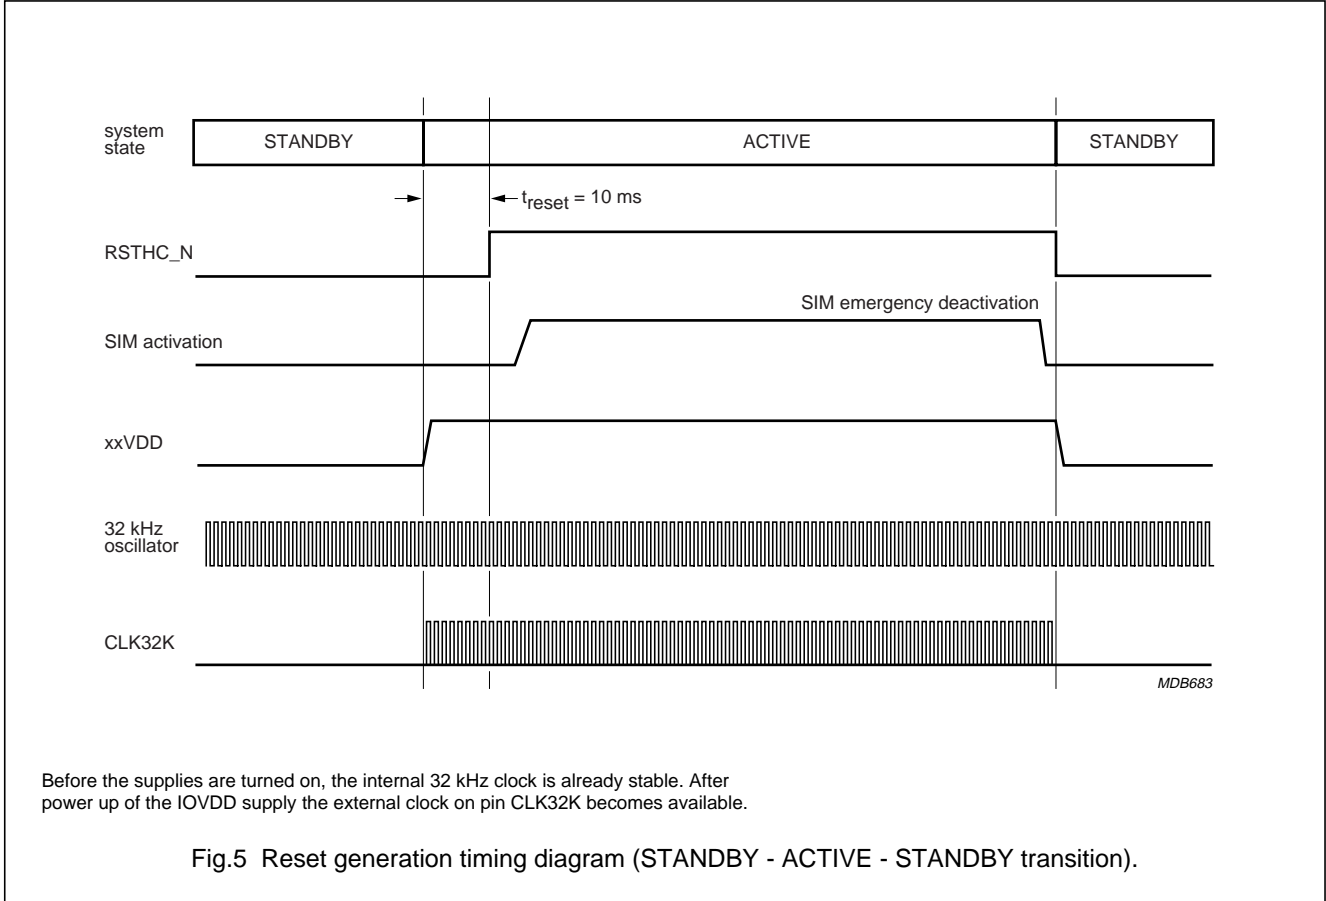 system
state
STANDBY
ACTIVE
STANDBY
treset = 10 ms
RSTHC_N
SIM emergency deactivation
SIM activation
xxVDD
32 kHz
oscillator
CLK32K
MDB683
Before the supplies are turned on, the internal 32 kHz clock is already stable. After
power up of the IOVDD supply the external clock on pin CLK32K becomes available.
Fig.5 Reset generation timing diagram (STANDBY - ACTIVE - STANDBY transition).